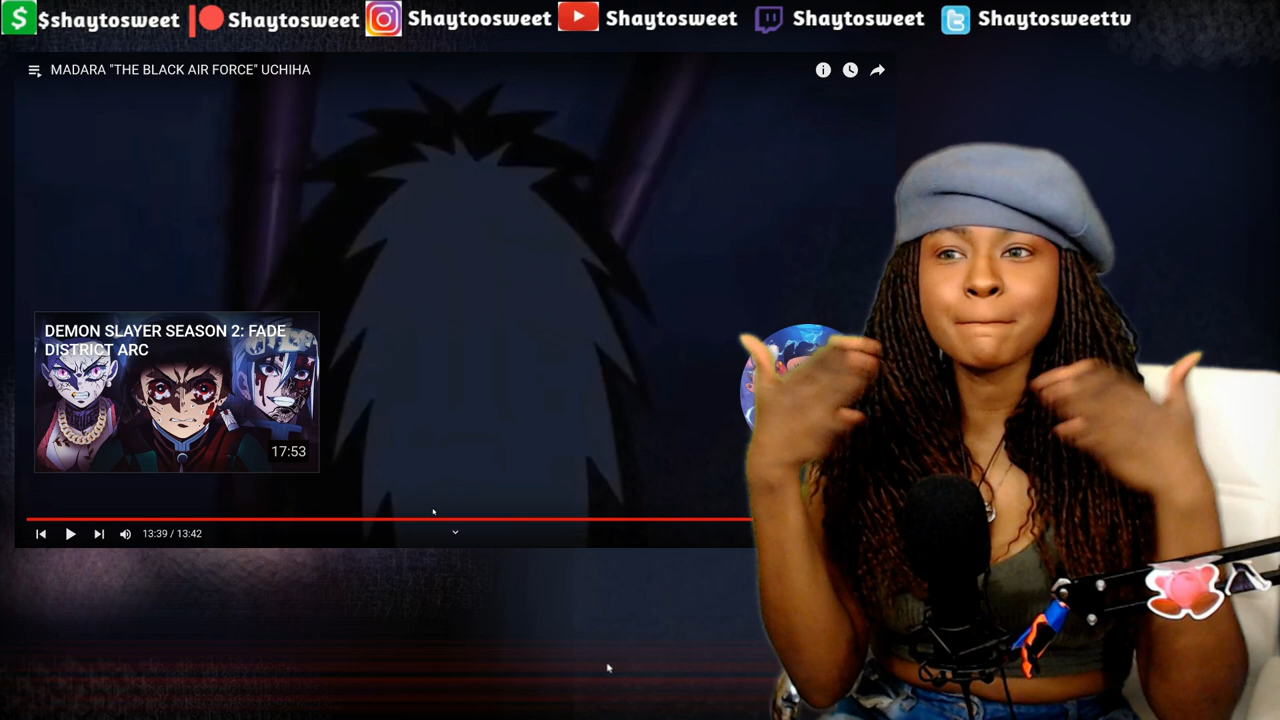 $shaytosweet Shaytosweet Shaytoosweet Shaytosweet Shaytosweet Shaytosweettv
MADARA "THE BLACK AIR FORCE" UCHIHA
DEMON SLAYER SEASON 2: FADE
DISTRICT ARC
17:53
13:39 / 13:42